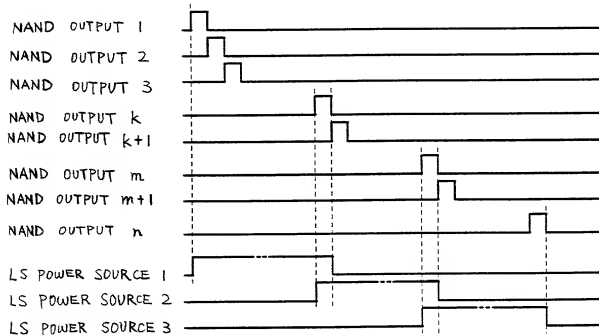 NAND OUTPUT 1
NAND OUTPUT 2
NAND OUTPUT 3
NAND OUTPUT k
NAND OUTPUT k+1
NAND OUTPUT m
NAND OUTPUT m+1
NAND OUTPUT n
LS POWER SOURCE 1
LS POWER SOURCE 2
LS POWER SOURCE 3